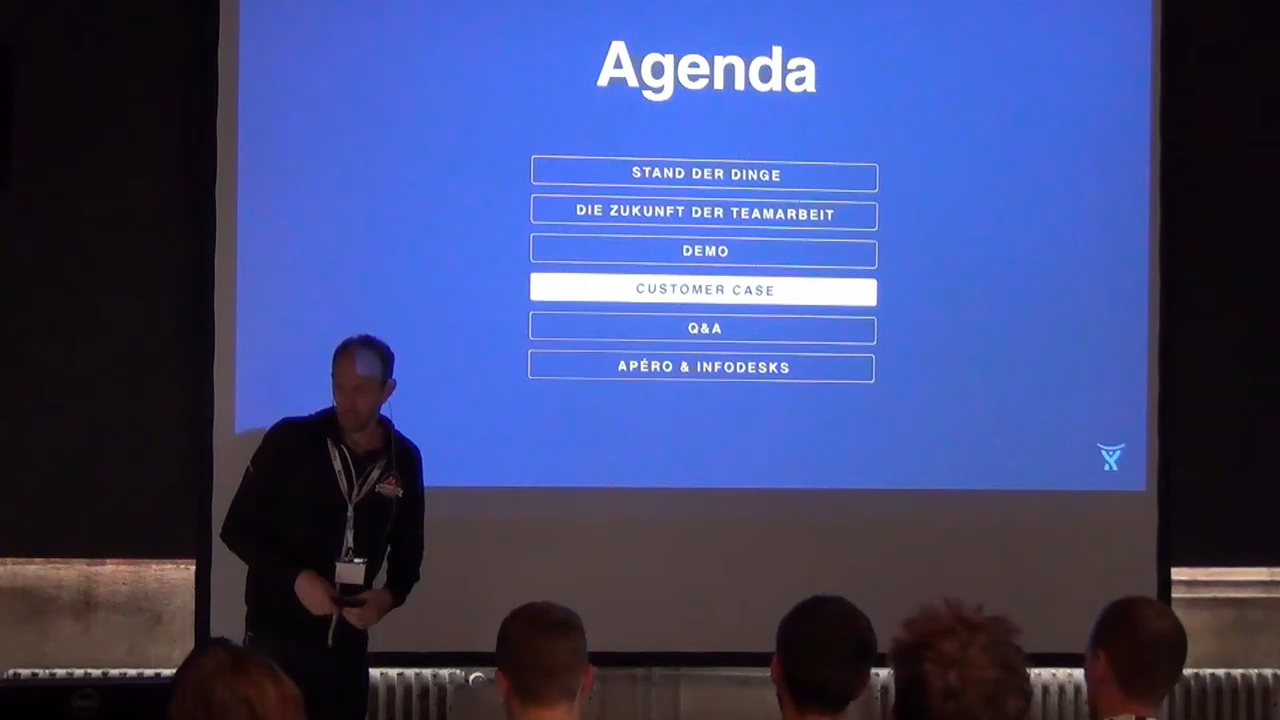 Agenda
STAND DER DINGE
DIE ZUKUNFT DER TEAMARBEIT
DEMO
CUSTOMER CASE
Q&A
APÉRO & INFODESKS